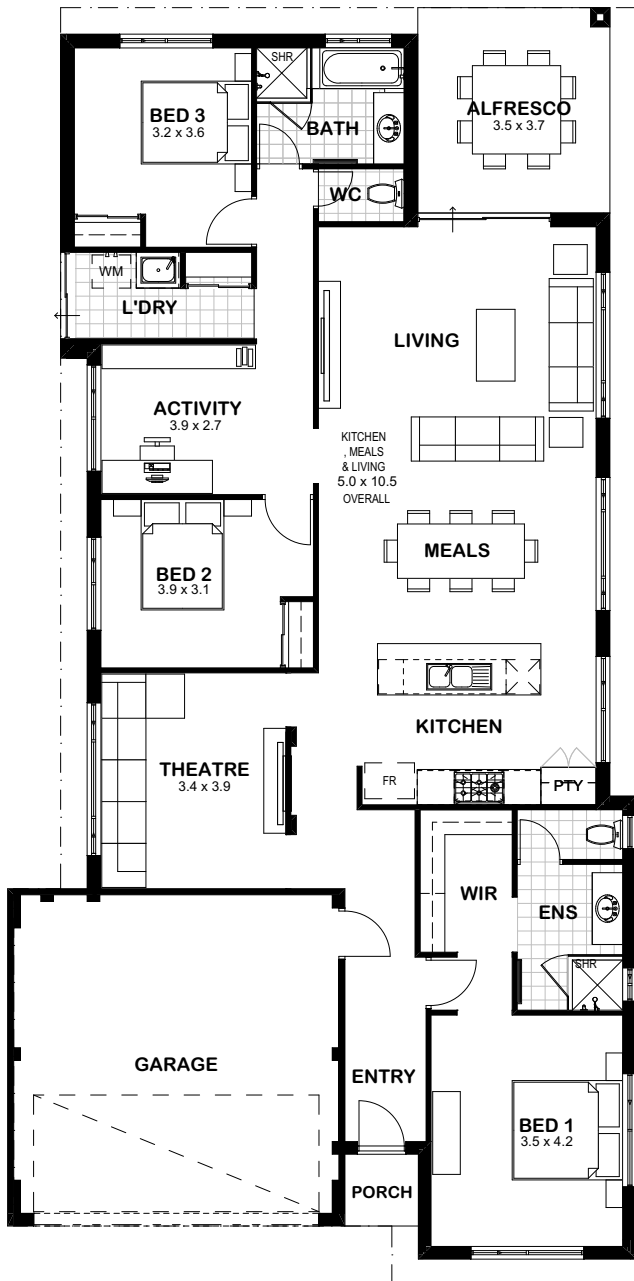 SHR
BED 3
3.2 x 3.6
BATH
ALFRESCO
3.5 x 3.7
WC
WM
L'DRY
LIVING
ACTIVITY
3.9 x 2.7
KITCHEN
, MEALS
& LIVING
5.0 x 10.5
OVERALL
MEALS
BED 2
3.9 x 3.1
KITCHEN
THEATRE
3.4 x 3.9
FR
PTY
WIR
ENS
SHR
GARAGE
ENTRY
BED 1
3.5 x 4.2
PORCH